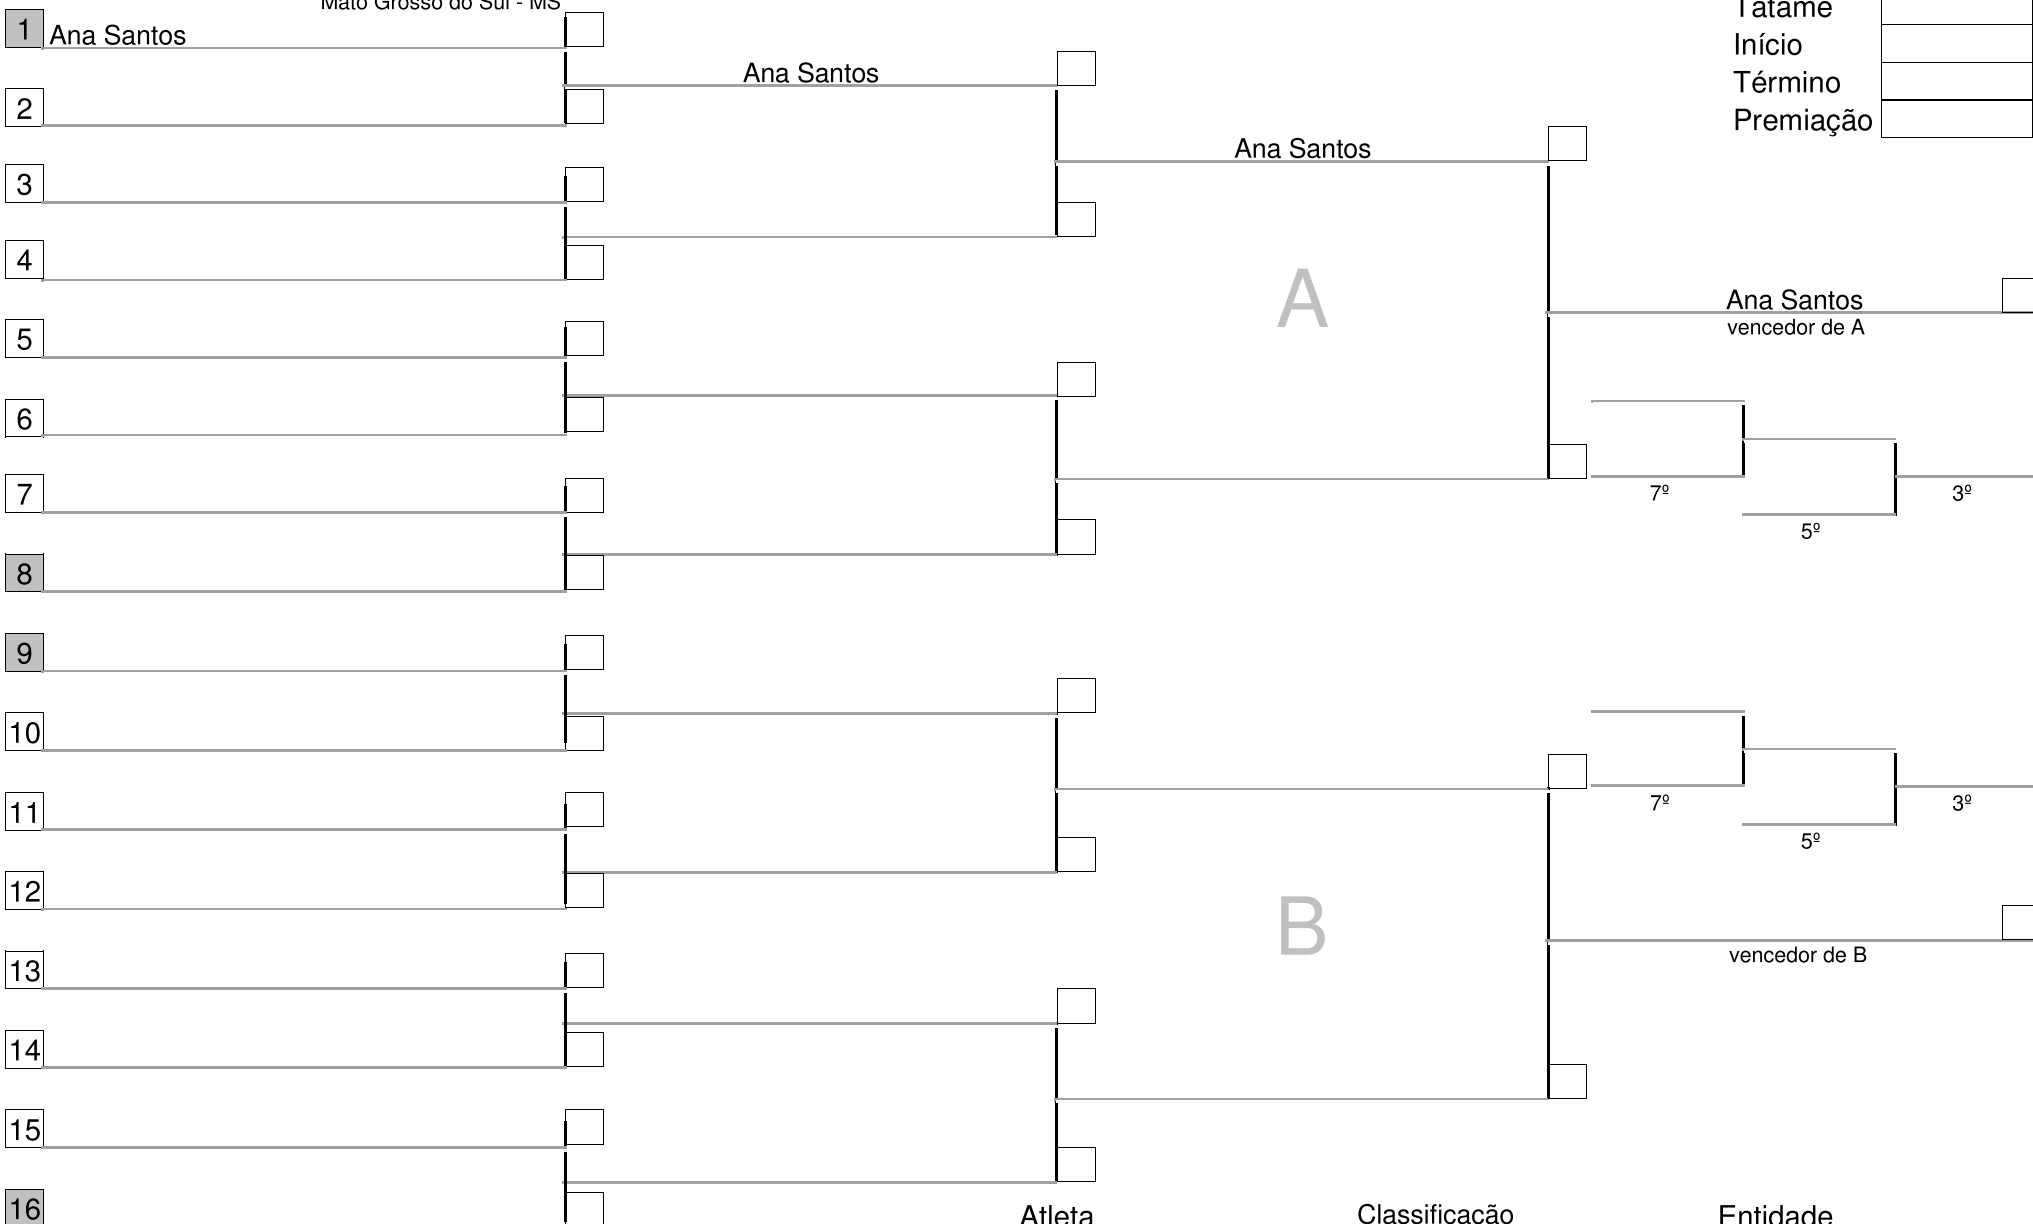 Mato Grosso do Sul - MS
Tatame
1
Ana Santos
Início
Ana Santos
Término
2
Premiação
Ana Santos
3
4
A
Ana Santos
vencedor de A
5
6
7
7º
3º
5º
8
9
10
11
7º
3º
5º
12
B
vencedor de B
13
14
15
16
Atleta
Classificação
Entidade